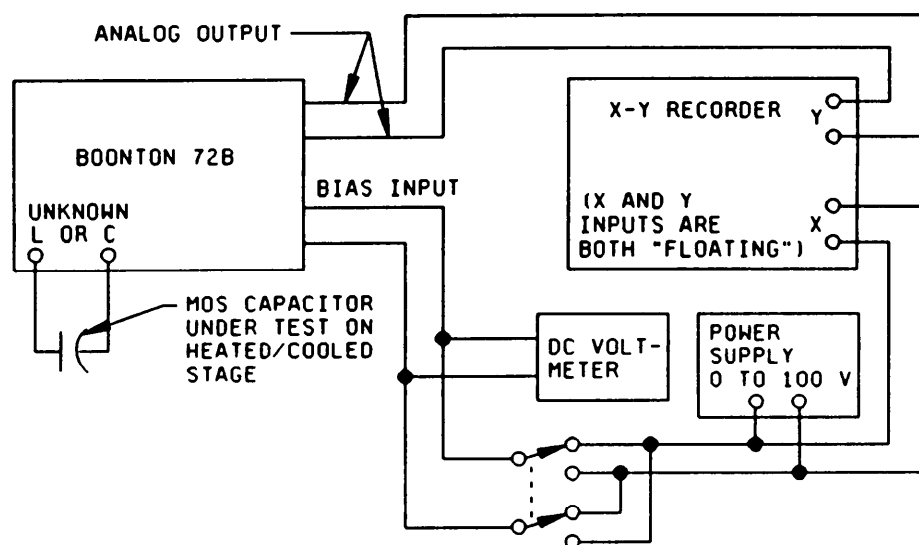 ANALOG OUTPUT
X-Y RECORDER
Y
BOONTON 72B
BIAS INPUT
UNKNOWN
L OR C
(X AND Y
INPUTS ARE
BOTH "FLOATING")
X
MOS CAPACITOR
UNDER TEST ON
HEATED/COOLED
STAGE
DC VOLT-
METER
POWER
SUPPLY
0 TO 100 V